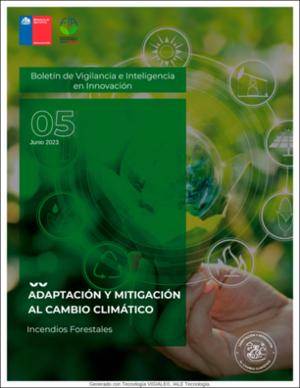 Boletín de Vigilancia e Inteligencia
en Innovación
05
Junio 2023
ADAPTACIÓN Y MITIGACIÓN
AL CAMBIO CLIMÁTICO
Incendios Forestales
Generado con Tecnología VIGIALE®, IALE Tecnología.